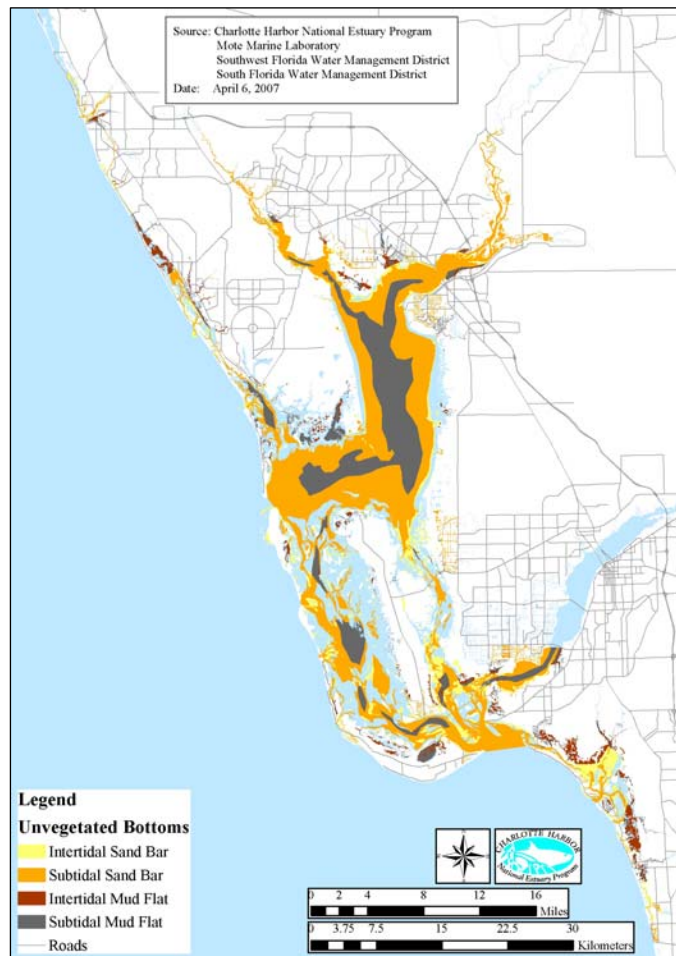 Source: Charlotte Harbor National Estuary Program
Mote Marine Laboratory
Southwest Florida Water Management District
South Florida Water Management District
Date: April 6, 2007
Legend
Unvegetated Bottoms
Intertidal Sand Bar
Subtidal Sand Bar
Intertidal Mud Flat
Subtidal Mud Flat
Roads
CHARLOTTE HARBOR
National Estuary Program
0 2 4 8 12 16
Miles
0 3.75 7.5 15 22.5 30
Kilometers